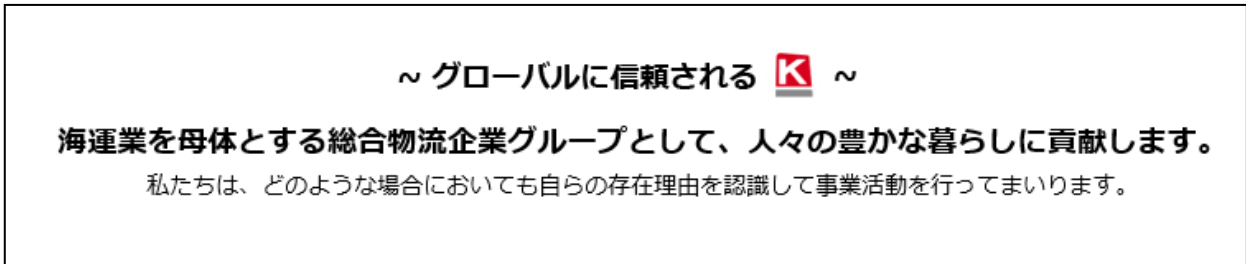 ~ グローバルに信頼される K ~
海運業を母体とする総合物流企業グループとして、人々の豊かな暮らしに貢献します。
私たちは、どのような場合においても自らの存在理由を認識して事業活動を行ってまいります。